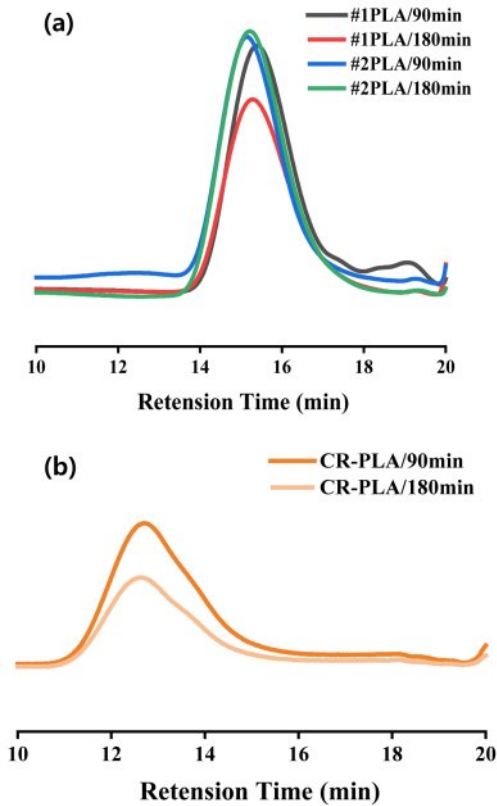 (a)
#1PLA/90min
#1PLA/180min
#2PLA/90min
#2PLA/180min
10 12 14 16 18 20
Retension Time (min)
(b)
CR-PLA/90min
CR-PLA/180min
10 12 14 16 18 20
Retension Time (min)